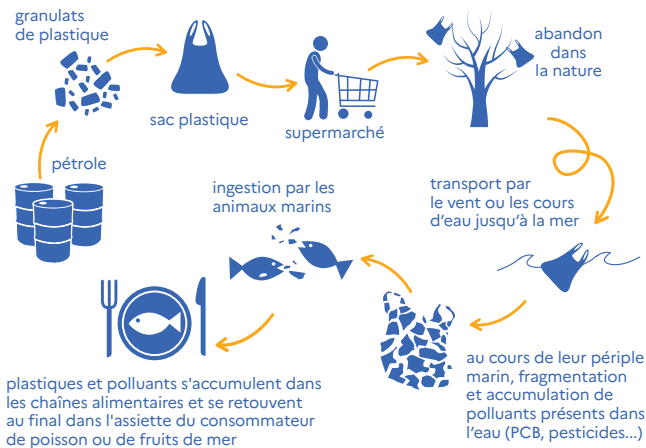 pétrole
granulats
de plastique
sac plastique
supermarché
abandon
dans
la nature
transport par
le vent ou les cours
d'eau jusqu'à la mer
au cours de leur périple
marin, fragmentation
et accumulation de
polluants présents dans
l'eau (PCB, pesticides...)
ingestion par les
animaux marins
plastiques et polluants s'accumulent dans
les chaînes alimentaires et se retouvent
au final dans l'assiette du consommateur
de poisson ou de fruits de mer